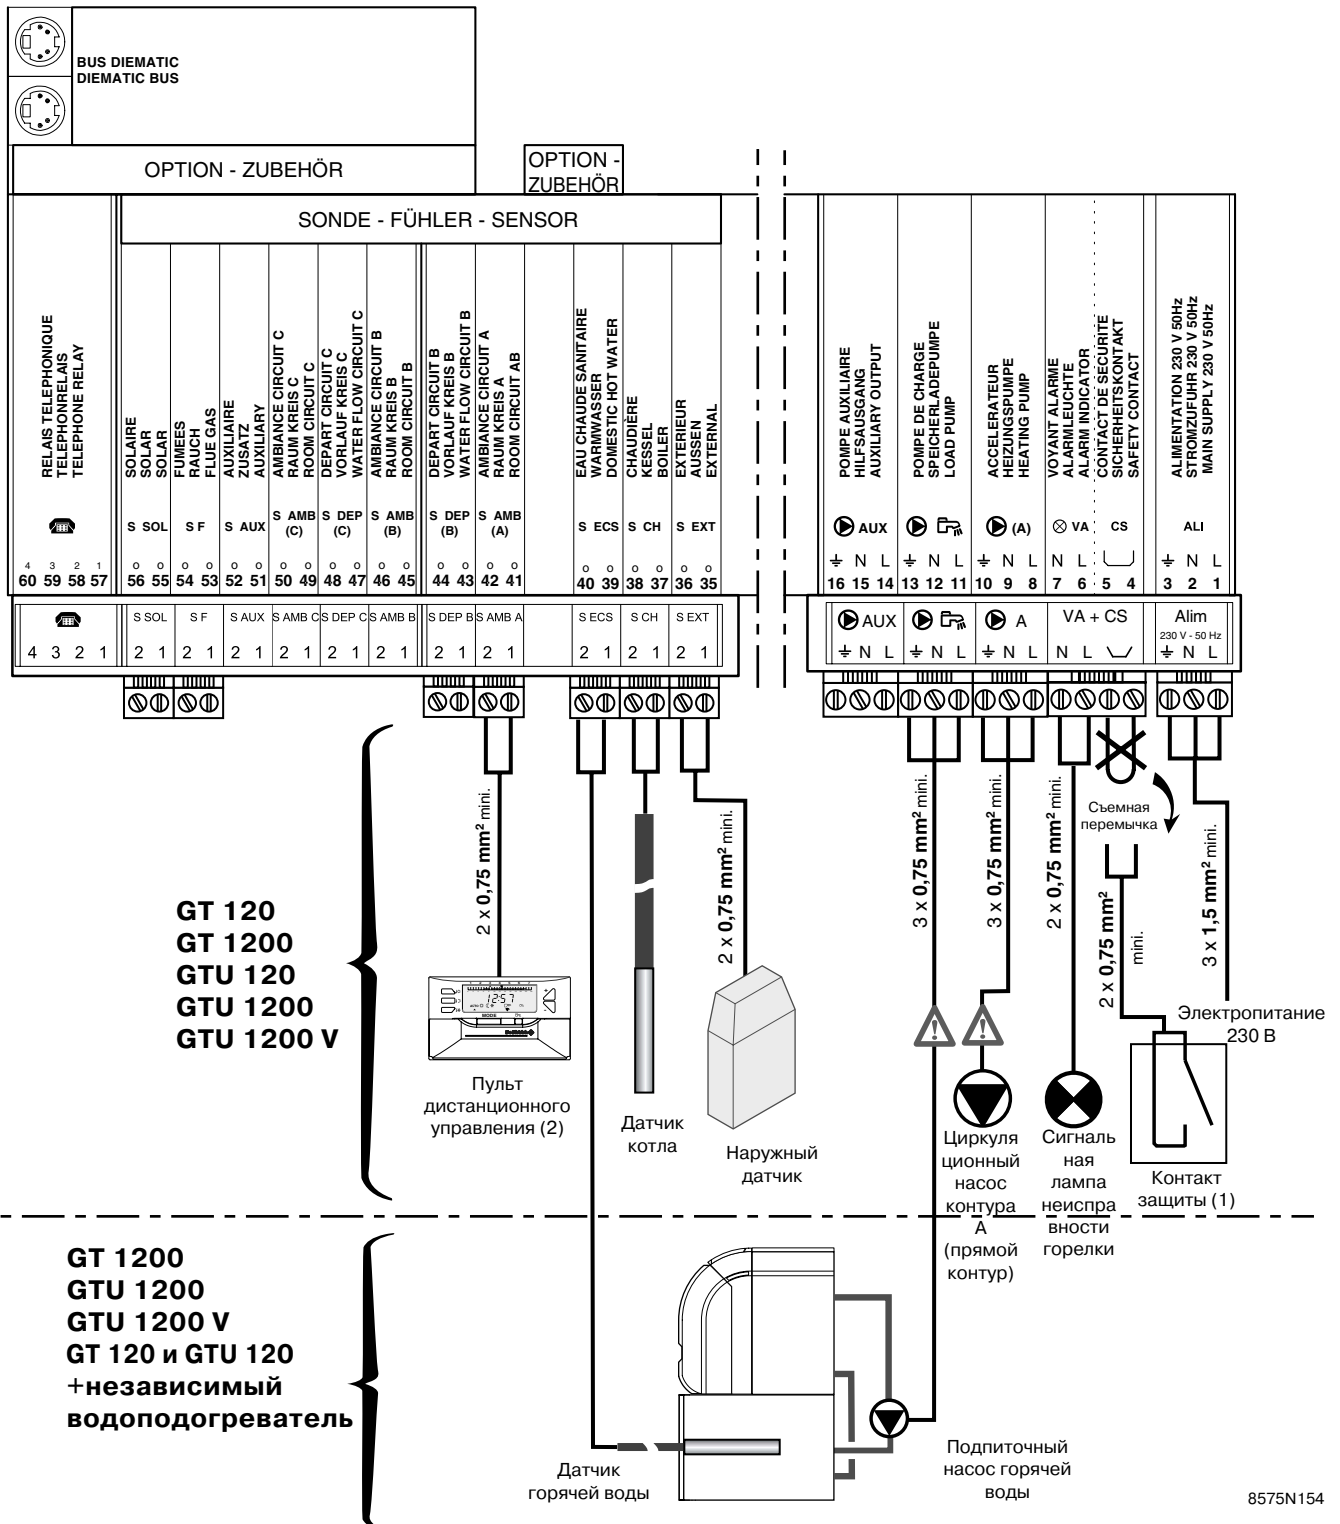 BUS DIEMATIC
DIEMATIC BUS
OPTION - ZUBEHÖR
OPTION -
ZUBEHÖR
SONDE - FÜHLER - SENSOR
RELAIS TELEPHONIQUE
TELEPHONRELAIS
TELEPHONE RELAY
SOLAIRE
SOLAR
SOLAR
FUMEES
RAUCH
FLUE GAS
AUXILIAIRE
ZUSATZ
AUXILIARY
AMBIANCE CIRCUIT C
RAUM KREIS C
ROOM CIRCUIT C
DEPART CIRCUIT C
VORLAUF KREIS C
WATER FLOW CIRCUIT C
AMBIANCE CIRCUIT B
RAUM KREIS B
ROOM CIRCUIT B
DEPART CIRCUIT B
VORLAUF KREIS B
WATER FLOW CIRCUIT B
AMBIANCE CIRCUIT A
RAUM KREIS A
ROOM CIRCUIT AB
EAU CHAUDE SANITAIRE
WARMWASSER
DOMESTIC HOT WATER
CHAUDIÈRE
KESSEL
BOILER
EXTERIEUR
AUSSEN
EXTERNAL
POMPE AUXILIAIRE
HILFSAUSGANG
AUXILIARY OUTPUT
POMPE DE CHARGE
SPEICHERLADEPUMPE
LOAD PUMP
ACCELERATEUR
HEIZUNGSPUMPE
HEATING PUMP
VOYANT ALARME
ALARMLEUCHTE
ALARM INDICATOR
CONTACT DE SECURITE
SICHERHEISKONTAKT
SAFETY CONTACT
ALIMENTATION 230 V 50Hz
STROMZUFUHR 230 V 50Hz
MAIN SUPPLY 230 V 50Hz
S SOL S F S AUX S AMB (C) S DEP (C) S AMB (B) S DEP (B) S AMB (A) S ECS S CH S EXT AUX (A) VA CS ALI
4 3 2 1 N L N L N L N L N L
60 59 58 57 56 55 54 53 52 51 50 49 48 47 46 45 44 43 42 41 40 39 38 37 36 35 16 15 14 13 12 11 10 9 8 7 6 5 4 3 2 1
S SOL S F S AUX S AMB C S DEP C S AMB B S DEP B S AMB A S ECS S CH S EXT AUX A VA + CS Alim
230 V - 50 Hz
4 3 2 1 2 1 2 1 2 1 2 1 2 1 2 1 2 1 2 1 2 1 2 1 2 1 N L N L N L N L N L
Съемная
перемычка
2 x 0,75 mm² mini.
2 x 0,75 mm² mini.
3 x 0,75 mm² mini.
3 x 0,75 mm² mini.
2 x 0,75 mm² mini.
2 x 0,75 mm²
mini.
3 x 1,5 mm² mini.
GT 120
GT 1200
GTU 120
GTU 1200
GTU 1200 V
12:57
MODE
Пульт
дистанционного
управления (2)
Датчик
котла
Наружный
датчик
Циркуля
ционный
насос
контура
А
(прямой
контур)
Сигналь
ная
лампа
неиспра
вности
горелки
Электропитание
230 В
Контакт
защиты (1)
GT 1200
GTU 1200
GTU 1200 V
GT 120 и GTU 120
+независимый
водоподогреватель
Датчик
горячей воды
Подпиточный
насос горячей
воды
8575N154